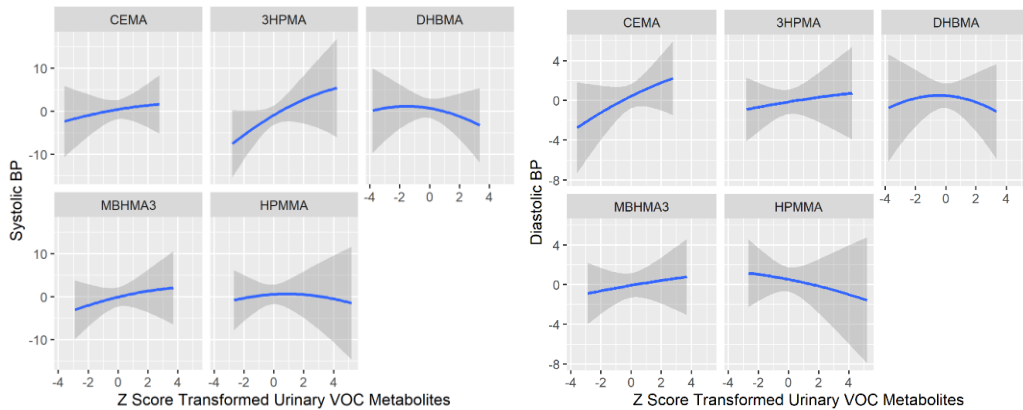 CEMA 3HPMA DHBMA
10
0
-10
MBHMA3 HPMMA
-4 -2 0 2 4
10
0
-10
-4 -2 0 2 4 -4 -2 0 2 4
Systolic BP
Z Score Transformed Urinary VOC Metabolites
CEMA 3HPMA DHBMA
4
0
-4
-8
MBHMA3 HPMMA
-4 -2 0 2 4
4
0
-4
-8
-4 -2 0 2 4 -4 -2 0 2 4
Diastolic BP
Z Score Transformed Urinary VOC Metabolites